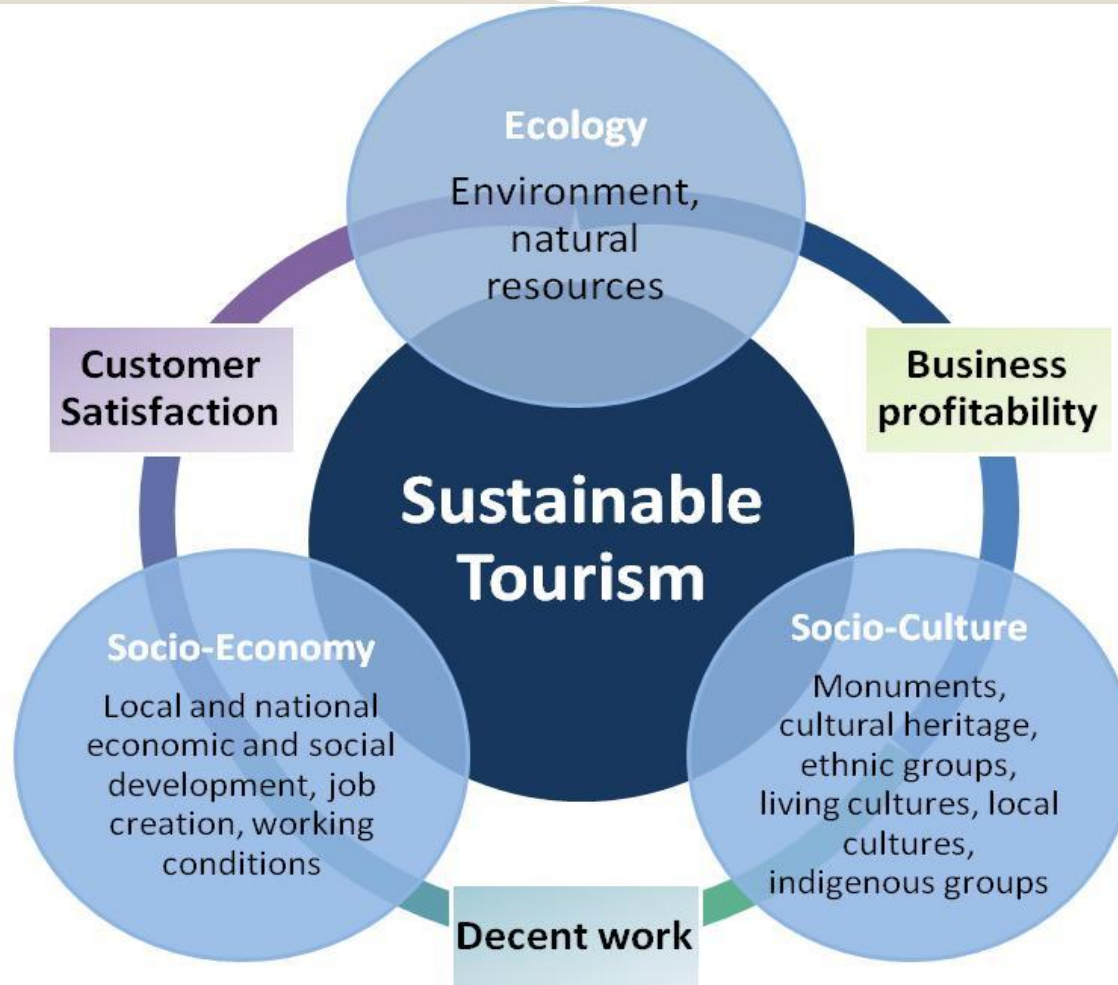 Ecology
Environment,
natural
resources
Customer
Satisfaction
Business
profitability
Sustainable
Tourism
Socio-Economy
Local and national
economic and social
development, job
creation, working
conditions
Socio-Culture
Monuments,
cultural heritage,
ethnic groups,
living cultures, local
cultures,
indigenous groups
Decent work